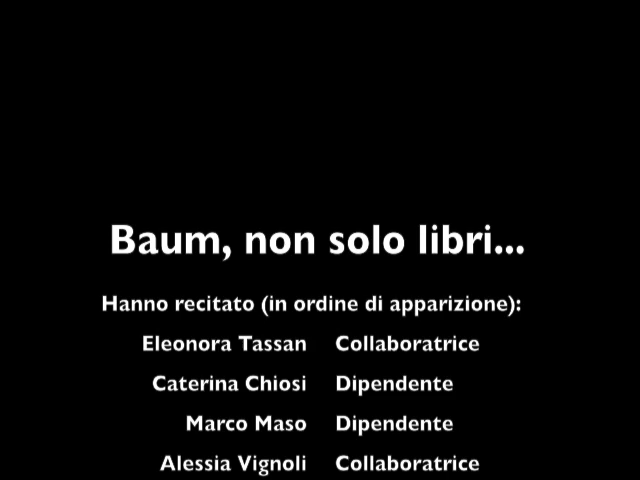 Baum, non solo libri...
Hanno recitato (in ordine di apparizione):
Eleonora Tassan Collaboratrice
Caterina Chiosi Dipendente
Marco Maso Dipendente
Alessia Vignoli Collaboratrice